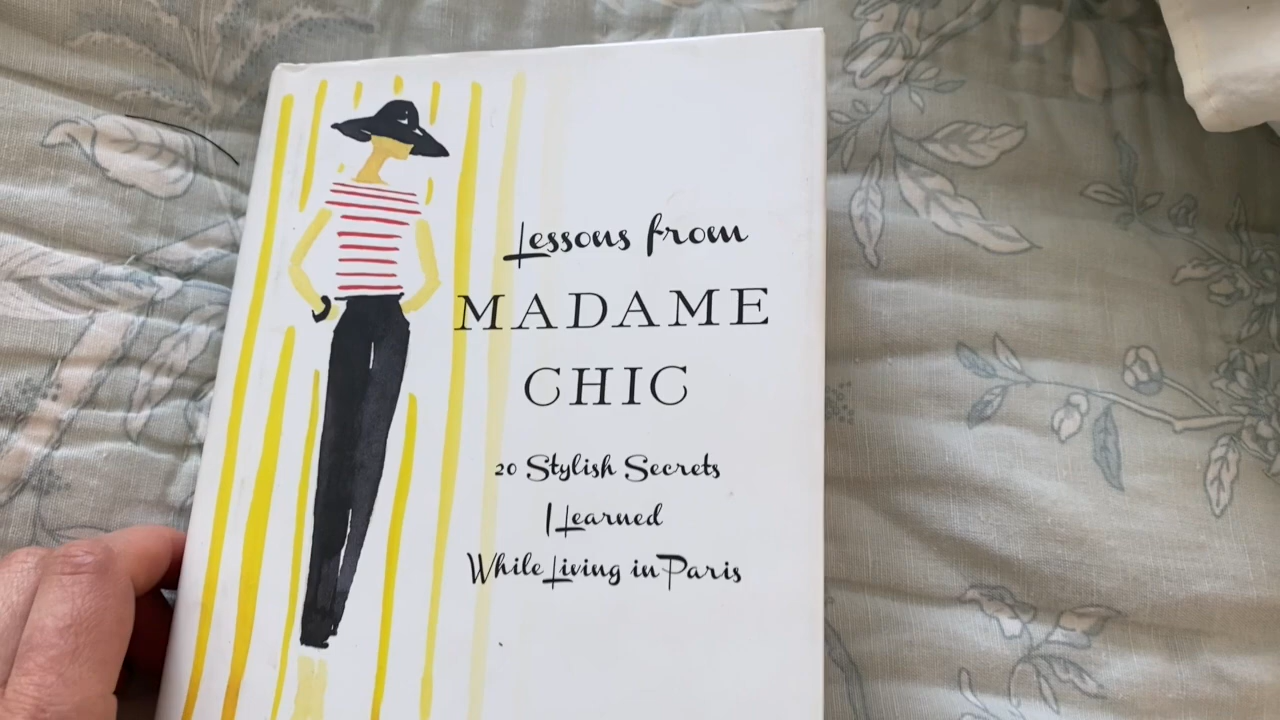 Lessons from
MADAME
CHIC
20 Stylish Secrets
I Learned
While Living in Paris